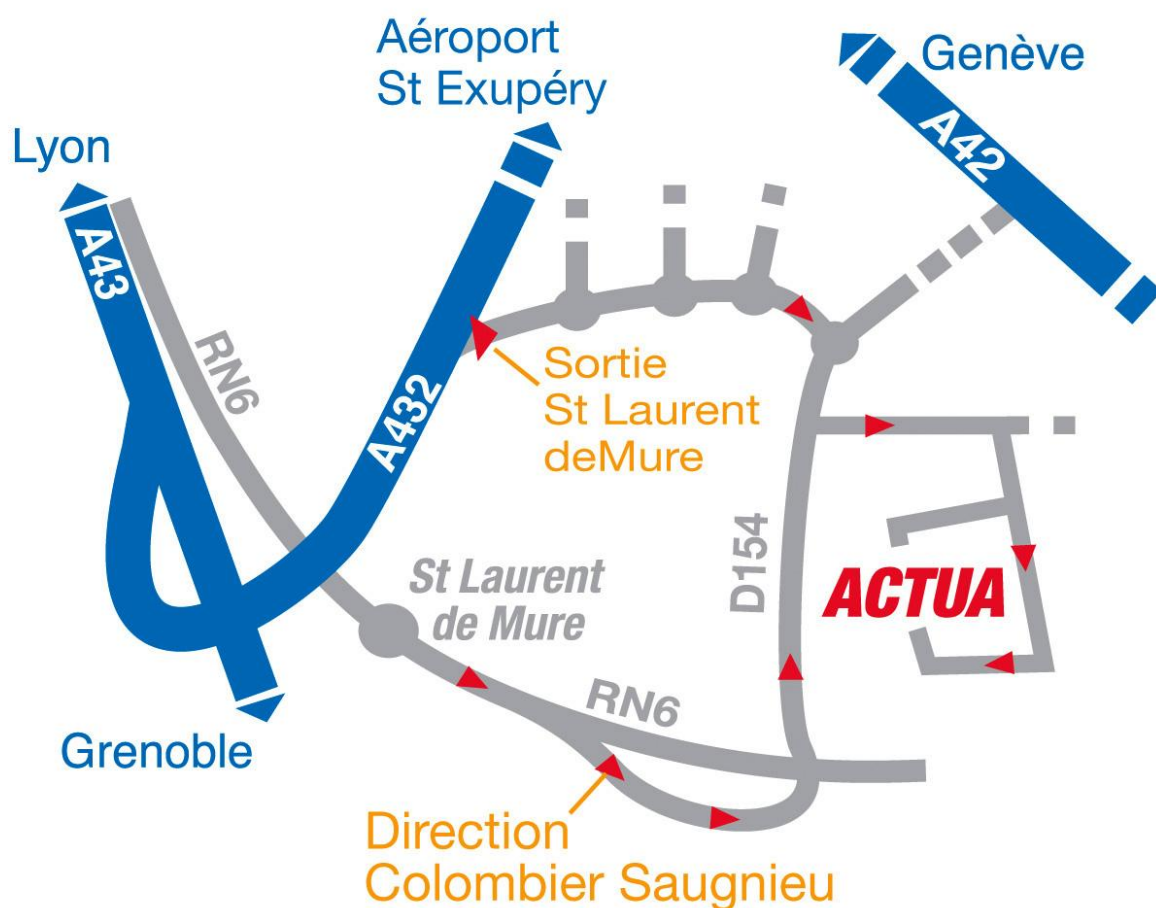 Aéroport
St Exupéry
Genève
Lyon
A42
A43
RN6
A432
Sortie
St Laurent
deMure
D154
St Laurent
de Mure
ACTUA
RN6
Grenoble
Direction
Colombier Saugnieu